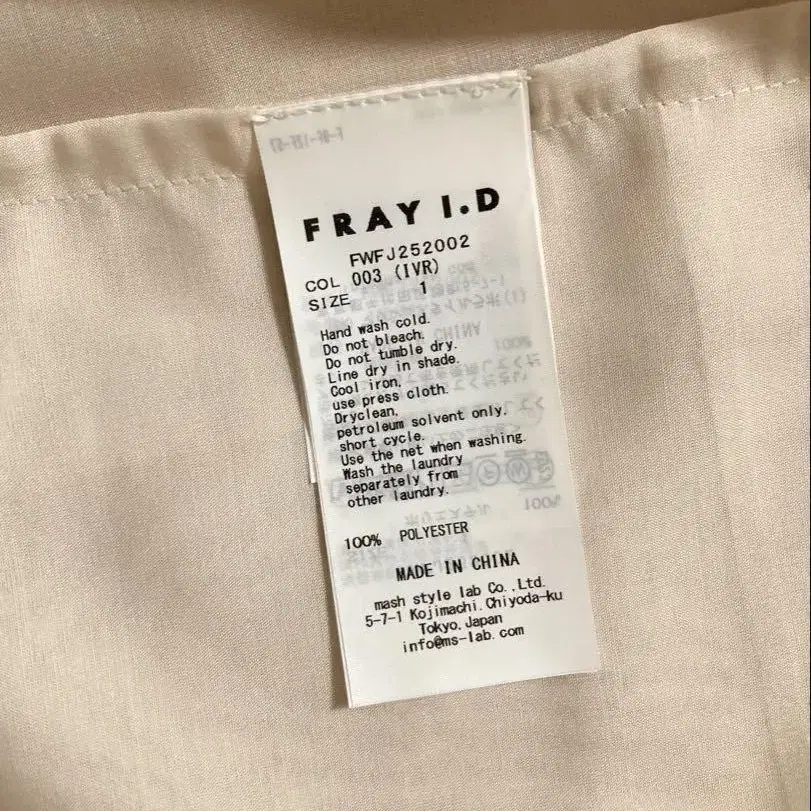 FRAY I.D
FWFJ252002
COL 003 (IVR)
SIZE 1
Hand wash cold.
Do not bleach.
Do not tumble dry.
Line dry in shade.
Cool iron,
use press cloth.
Dryclean,
petroleum solvent only,
short cycle.
Use the net when washing.
Wash the laundry
separately from
other laundry.
100% POLYESTER
MADE IN CHINA
mash style lab Co.,Ltd.
5-7-1 Kojimachi.Chiyoda-ku
Tokyo.Japan
info@ms-lab.com